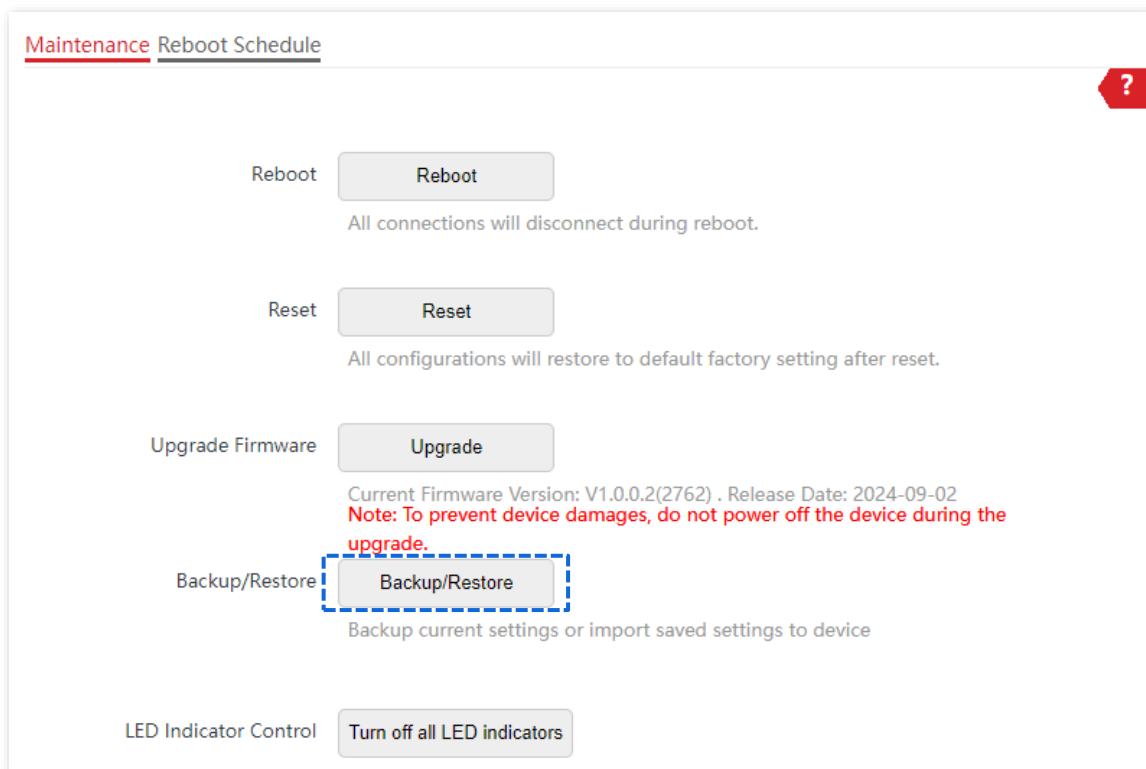 Maintenance Reboot Schedule
?
Reboot Reboot
All connections will disconnect during reboot.
Reset Reset
All configurations will restore to default factory setting after reset.
Upgrade Firmware Upgrade
Current Firmware Version: V1.0.0.2(2762) . Release Date: 2024-09-02
Note: To prevent device damages, do not power off the device during the
upgrade.
Backup/Restore Backup/Restore
Backup current settings or import saved settings to device
LED Indicator Control Turn off all LED indicators